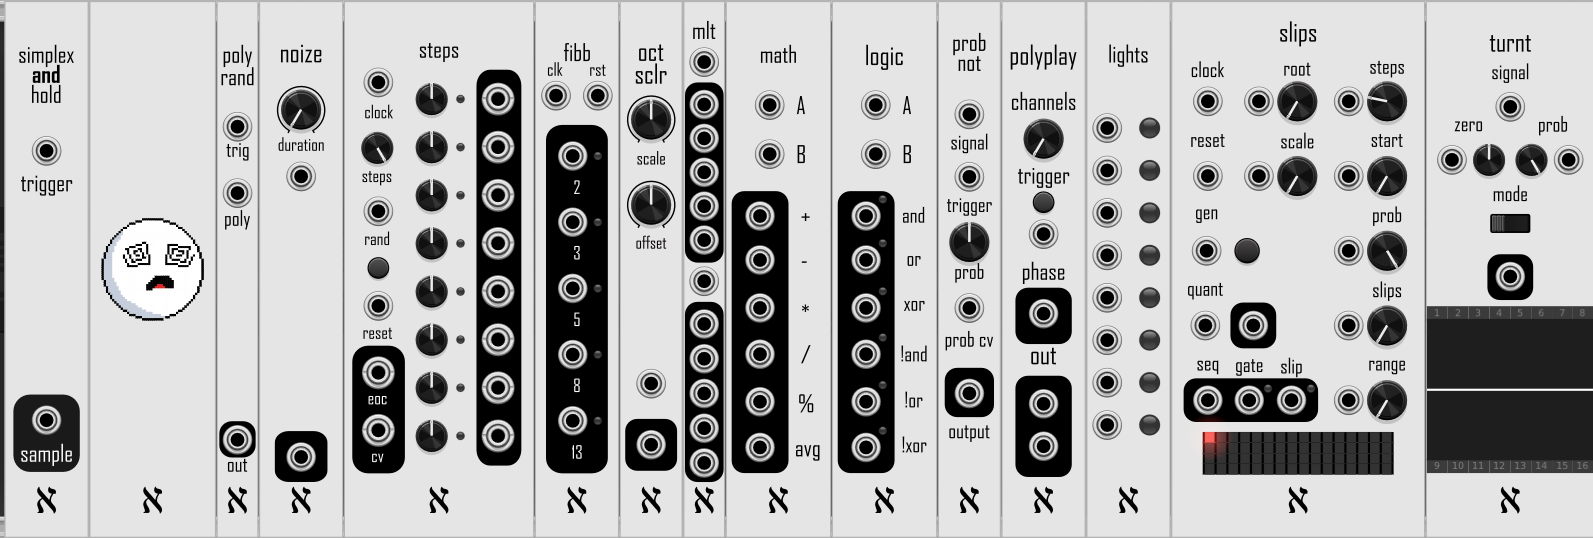 simplex
and
hold
trigger
sample
ℵ
ℵ
poly
rand
trig
poly
out
ℵ
noize
duration
ℵ
steps
clock
steps
rand
reset
eoc
cv
ℵ
fibb
clk rst
2
3
5
8
13
ℵ
oct
sclr
scale
offset
ℵ
mlt
ℵ
math
A
B
+
-
*
/
%
avg
ℵ
logic
A
B
and
or
xor
!and
!or
!xor
ℵ
prob
not
signal
trigger
prob
prob cv
output
ℵ
polyplay
channels
trigger
phase
out
ℵ
lights
ℵ
slips
clock root steps
reset scale start
gen prob
quant slips
seq gate slip range
ℵ
turnt
signal
zero prob
mode
1 2 3 4 5 6 7 8
9 10 11 12 13 14 15 16
ℵ